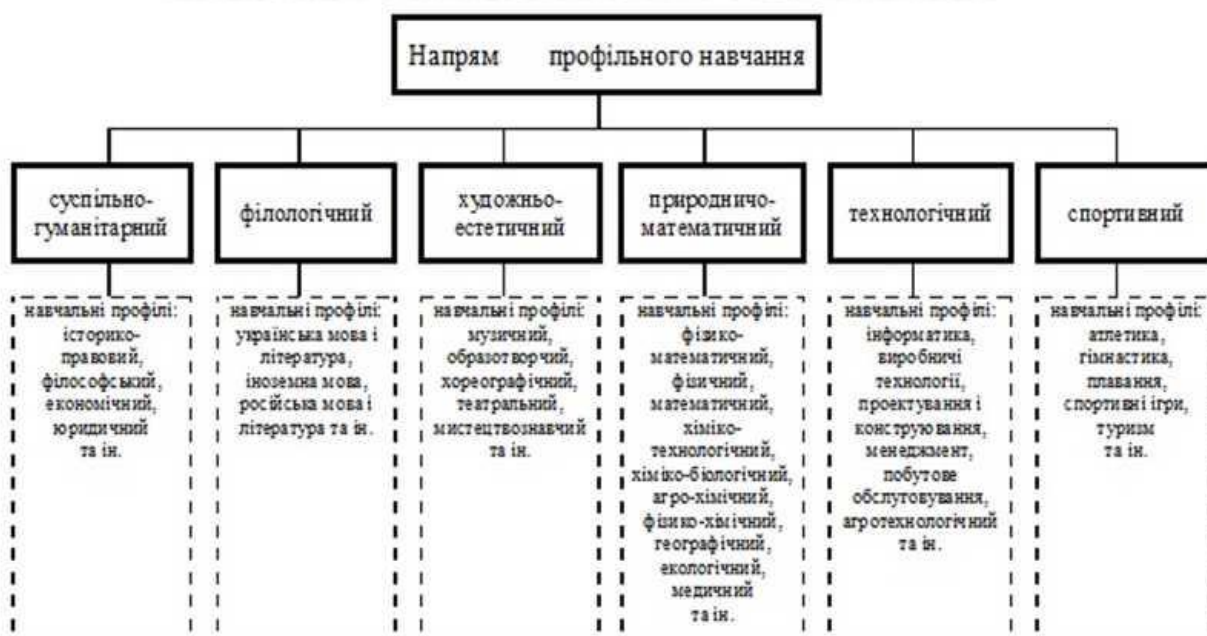 Напрям профільного навчання
суспільно-
гуманітарний
філологічний
художньо-
естетичний
природничо-
математичний
технологічний
спортивний
навчальні профілі:
історико-
правовий,
філософський,
економічний,
юридичний
та ін.
навчальні профілі:
українська мова і
література,
іноземна мова,
російська мова і
література та ін.
навчальні профілі:
музичний,
образотворчий,
хореографічний,
театральний,
мистецтвознавчий
та ін.
навчальні профілі:
фізико-
математичний,
фізичний,
математичний,
хіміко-
технологічний,
хіміко-біологічний,
агро-хімічний,
фізико-хімічний,
географічний,
екологічний,
медичний
та ін.
навчальні профілі:
інформатика,
виробничі
технології,
проектування і
конструювання,
менеджмент,
побутове
обслуговування,
агротехнологічний
та ін.
навчальні профілі:
атлетика,
гімнастика,
плавання,
спортивні ігри,
туризм
та ін.